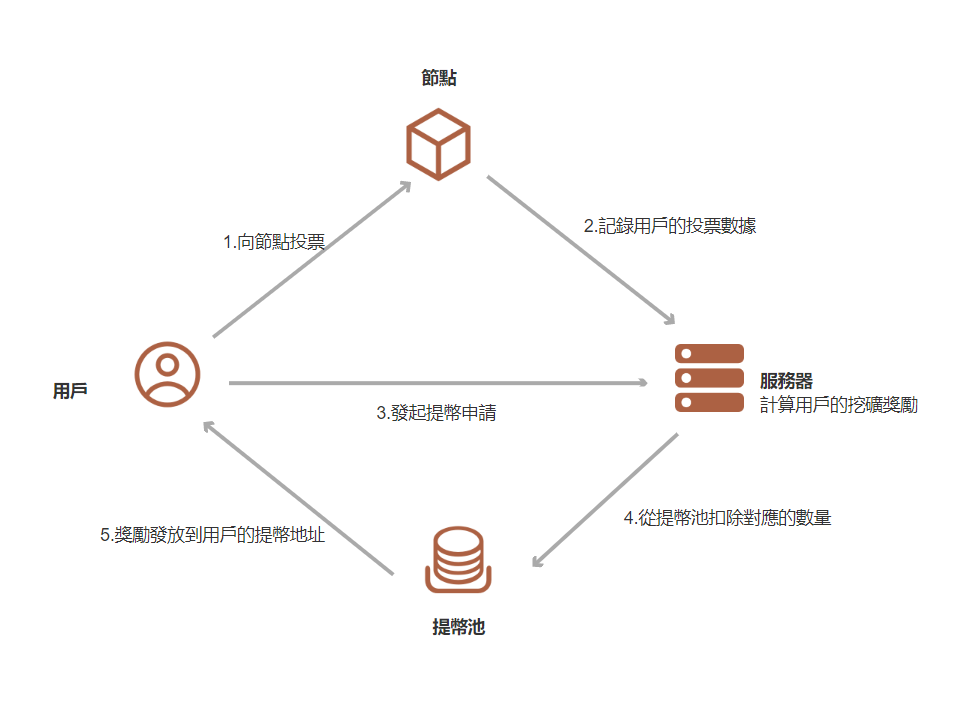 節點
1.向節點投票
2.記錄用戶的投票數據
用戶
服務器
計算用戶的挖礦獎勵
3.發起提幣申請
4.從提幣池扣除對應的數量
5.獎勵發放到用戶的提幣地址
提幣池